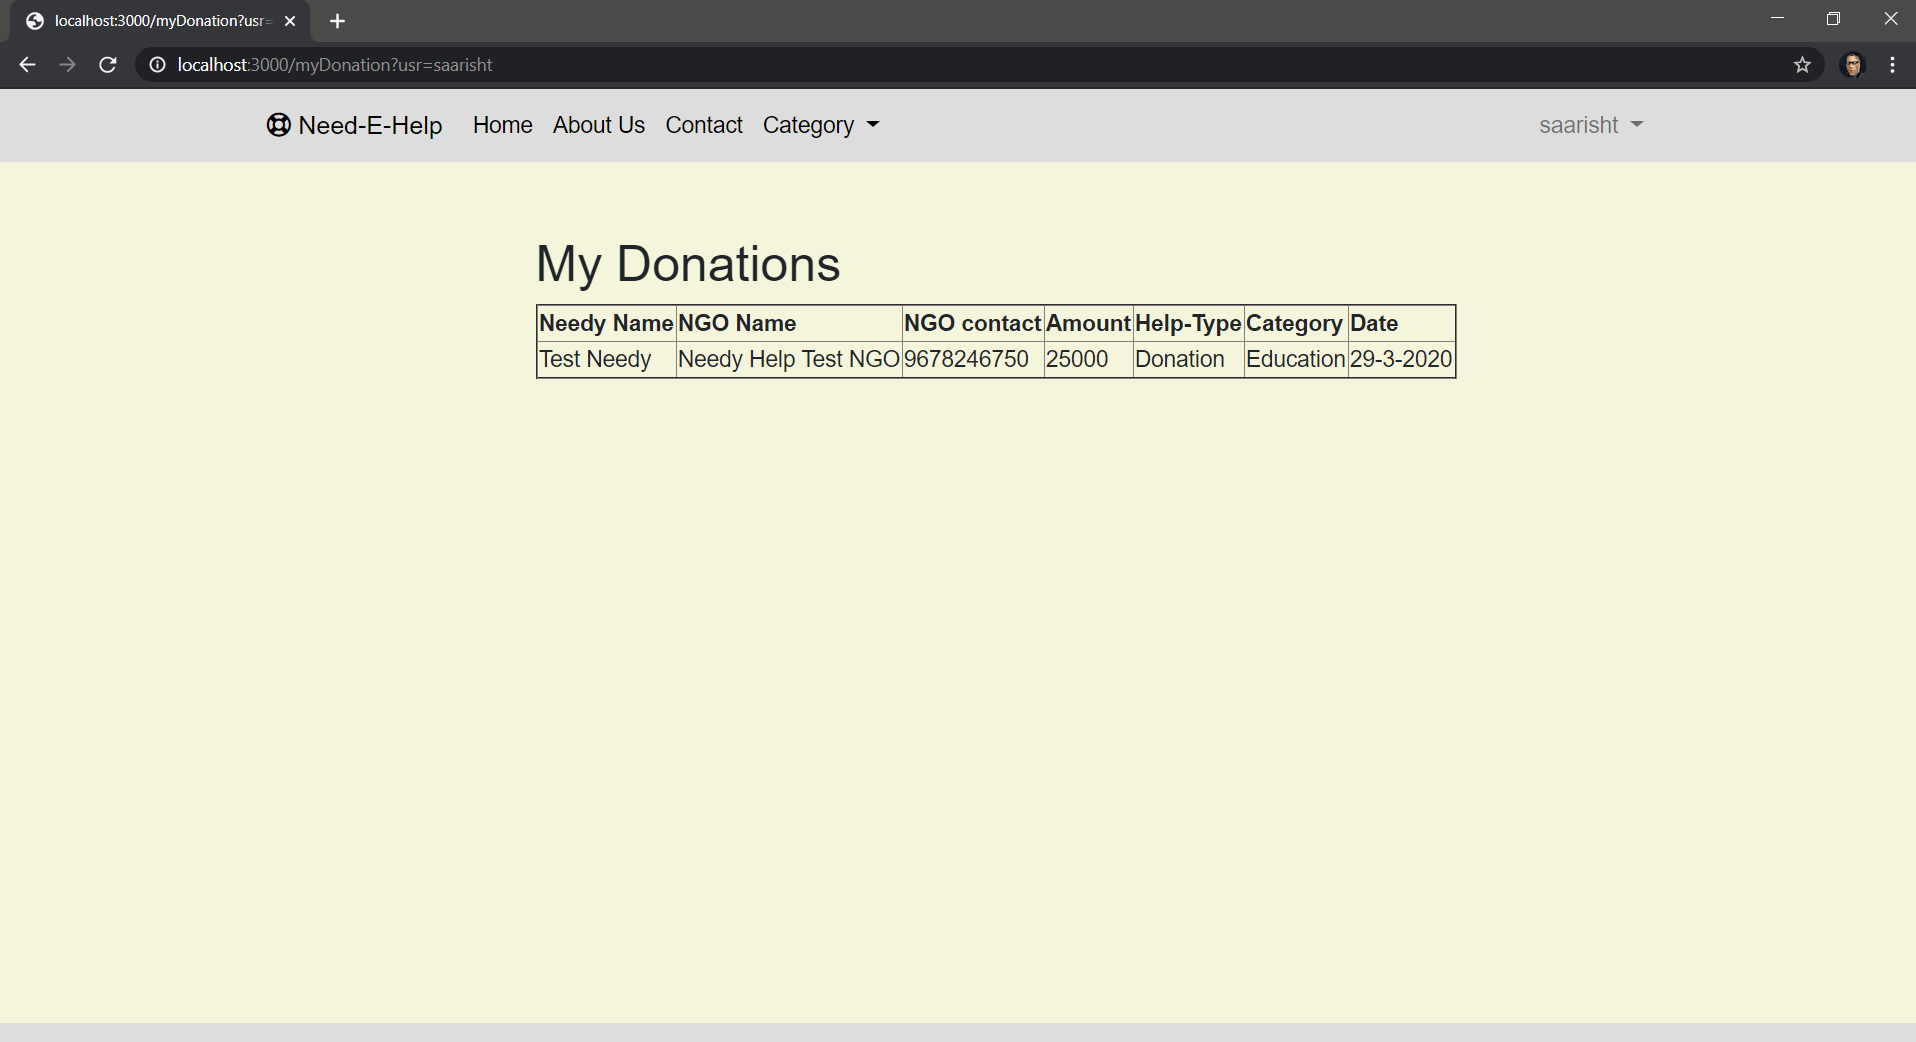 localhost:3000/myDonation?usr=
localhost:3000/myDonation?usr=saarisht
Need-E-Help Home About Us Contact Category saarisht
My Donations
Needy Name NGO Name NGO contact Amount Help-Type Category Date
Test Needy Needy Help Test NGO 9678246750 25000 Donation Education 29-3-2020